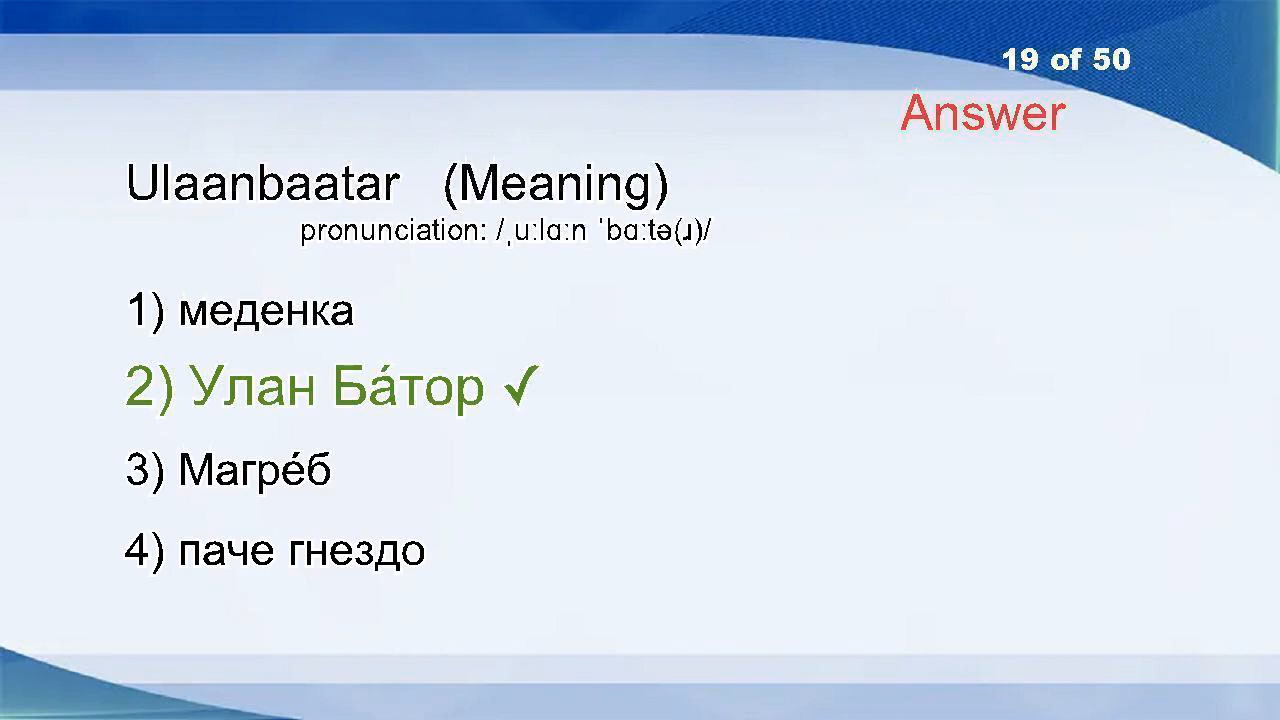 19 of 50
Answer
Ulaanbaatar (Meaning)
pronunciation: /ˌuːlɑːn ˈbɑːtə(ɹ)/
1) меденка
2) Улан Ба́тор ✓
3) Магре́б
4) паче гнездо